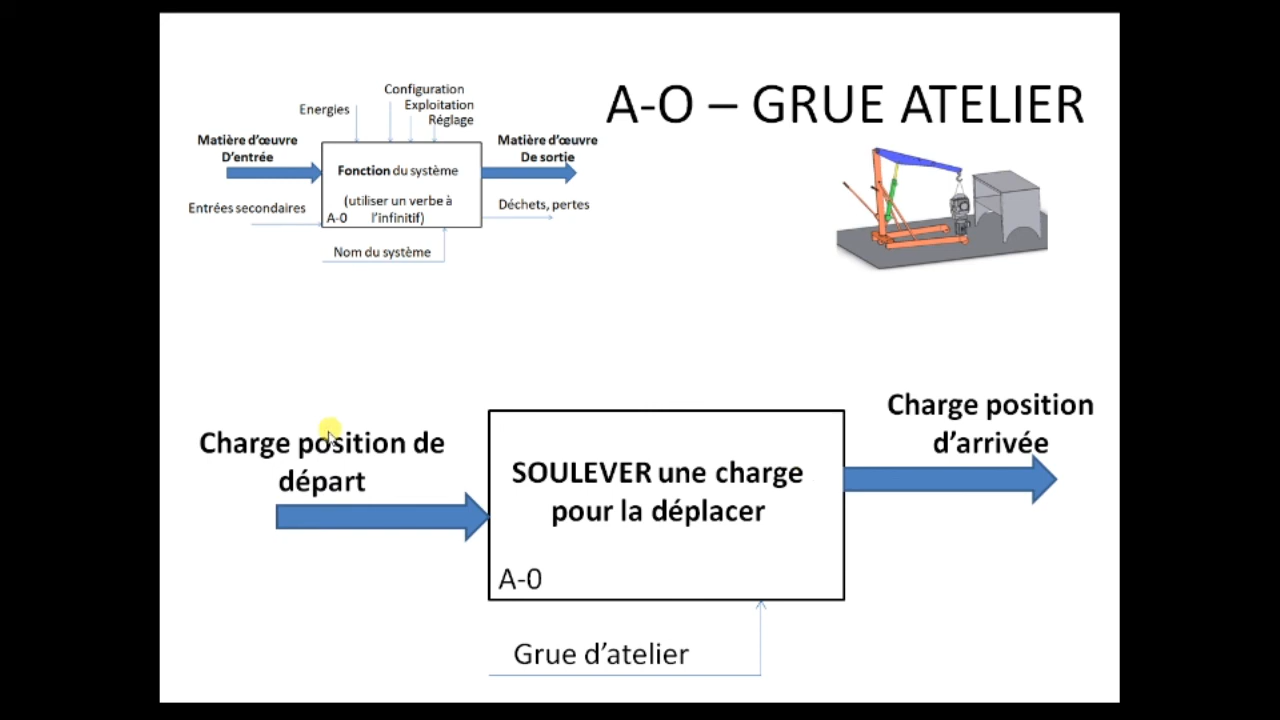 A-O – GRUE ATELIER
Configuration
Exploitation
Réglage
Energies
Matière d'œuvre
D'entrée
Matière d'œuvre
De sortie
Fonction du système
(utiliser un verbe à
l'infinitif)
A-0
Entrées secondaires
Déchets, pertes
Nom du système
Charge position de
départ
SOULEVER une charge
pour la déplacer
A-0
Charge position
d'arrivée
Grue d'atelier